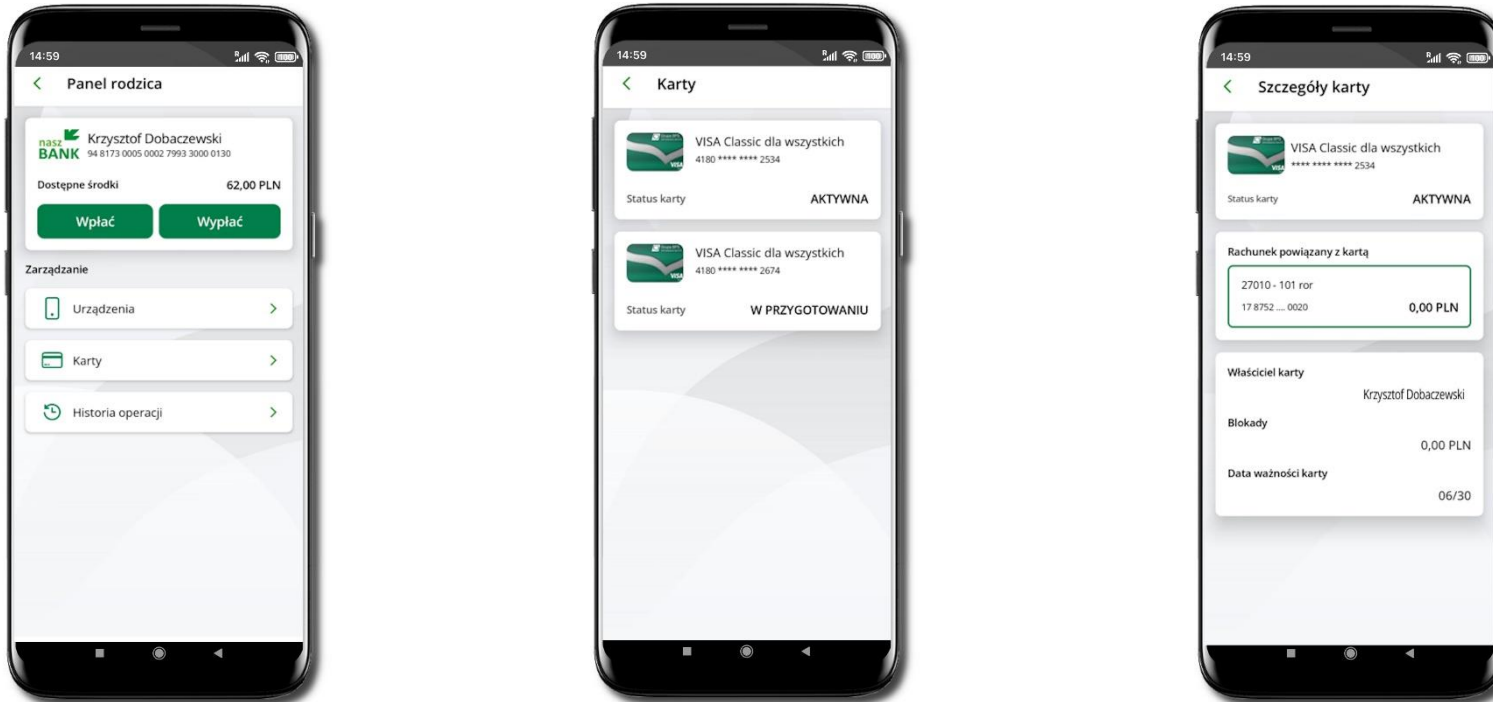 14:59
Panel rodzica
nasz BANK
Krzysztof Dobaczewski
94 8173 0005 0002 7993 3000 0130
Dostępne środki 62,00 PLN
Wpłać Wypłać
Zarządzanie
Urządzenia
Karty
Historia operacji
14:59
Karty
VISA Classic dla wszystkich
4180 **** **** 2534
VISA
Status karty AKTYWNA
VISA Classic dla wszystkich
4180 **** **** 2674
VISA
Status karty W PRZYGOTOWANIU
14:59
Szczegóły karty
VISA Classic dla wszystkich
**** **** **** 2534
VISA
Status karty AKTYWNA
Rachunek powiązany z kartą
27010 - 101 ror
17 8752 .... 0020 0,00 PLN
Właściciel karty
Krzysztof Dobaczewski
Blokady
0,00 PLN
Data ważności karty
06/30